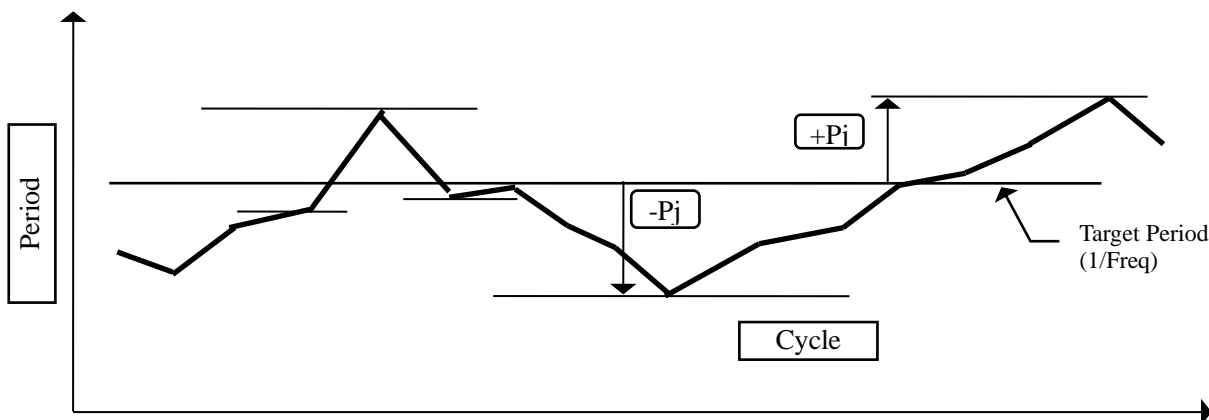 Period
+Pj
-Pj
Target Period
(1/Freq)
Cycle